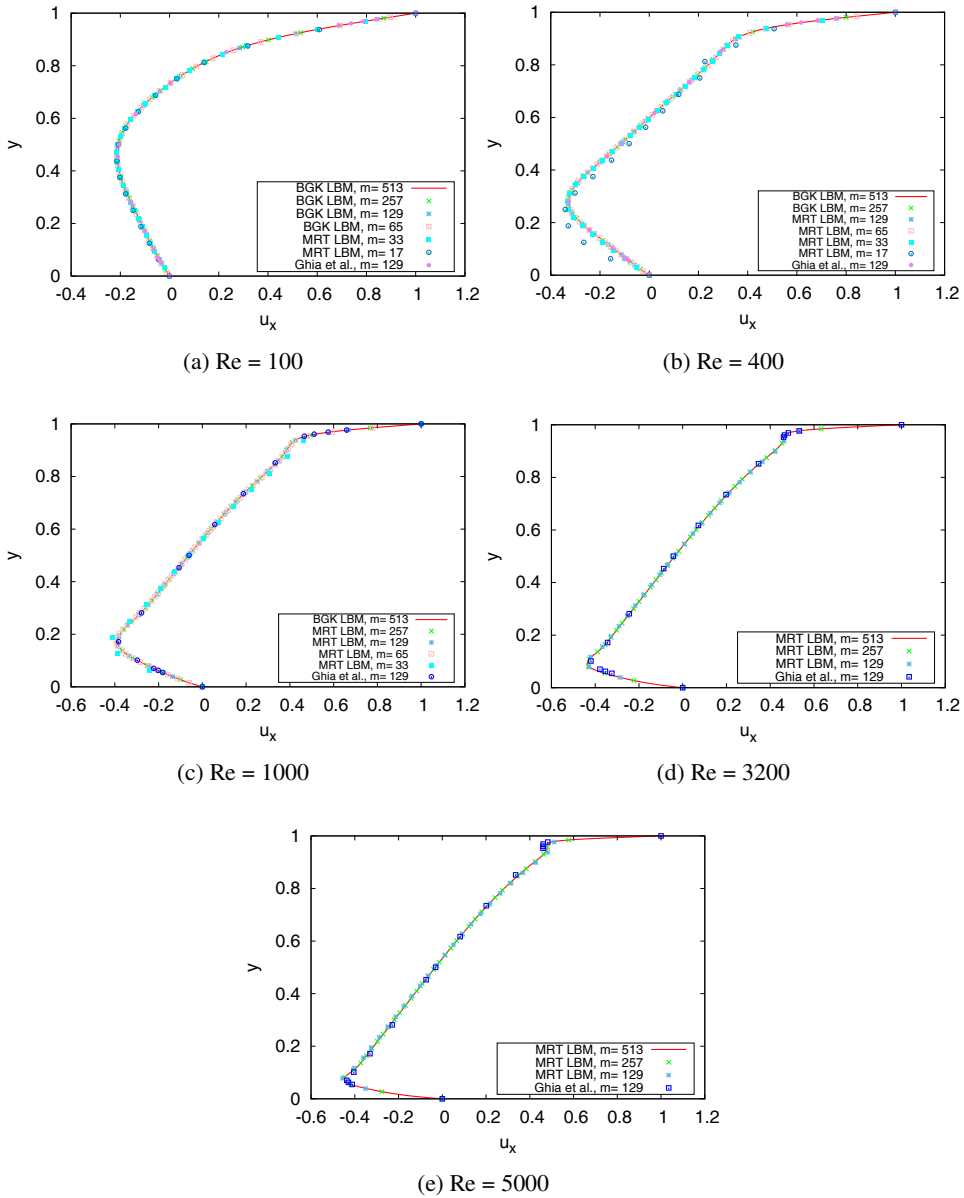 1
0.8
0.6
0.4
0.2
0
y
-0.4 -0.2 0 0.2 0.4 0.6 0.8 1 1.2
u_x
BGK LBM, m= 513
BGK LBM, m= 257
BGK LBM, m= 129
BGK LBM, m= 65
MRT LBM, m= 33
MRT LBM, m= 17
Ghia et al., m= 129
(a) Re = 100
1
0.8
0.6
0.4
0.2
0
y
-0.4 -0.2 0 0.2 0.4 0.6 0.8 1 1.2
u_x
BGK LBM, m= 513
BGK LBM, m= 257
MRT LBM, m= 129
MRT LBM, m= 65
MRT LBM, m= 33
MRT LBM, m= 17
Ghia et al., m= 129
(b) Re = 400
1
0.8
0.6
0.4
0.2
0
y
-0.6 -0.4 -0.2 0 0.2 0.4 0.6 0.8 1 1.2
u_x
BGK LBM, m= 513
MRT LBM, m= 257
MRT LBM, m= 129
MRT LBM, m= 65
MRT LBM, m= 33
Ghia et al., m= 129
(c) Re = 1000
1
0.8
0.6
0.4
0.2
0
y
-0.6 -0.4 -0.2 0 0.2 0.4 0.6 0.8 1 1.2
u_x
MRT LBM, m= 513
MRT LBM, m= 257
MRT LBM, m= 129
Ghia et al., m= 129
(d) Re = 3200
1
0.8
0.6
0.4
0.2
0
y
-0.6 -0.4 -0.2 0 0.2 0.4 0.6 0.8 1 1.2
u_x
MRT LBM, m= 513
MRT LBM, m= 257
MRT LBM, m= 129
Ghia et al., m= 129
(e) Re = 5000